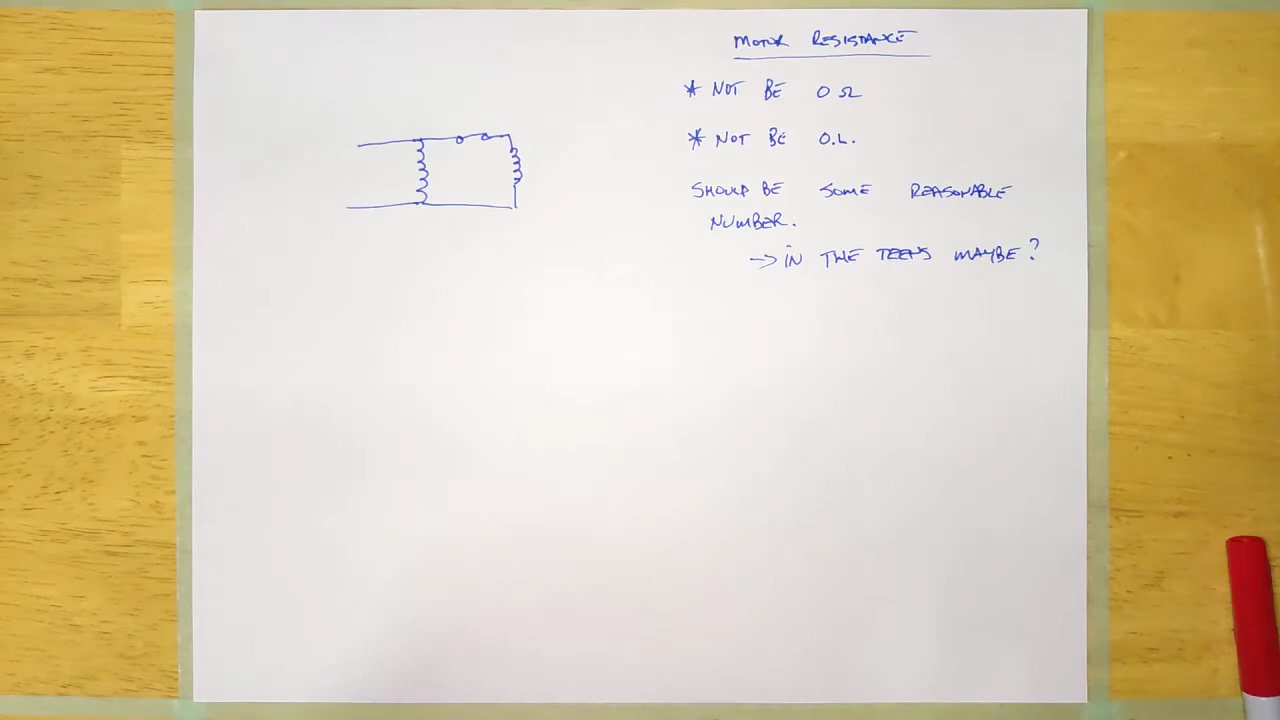 MOTOR RESISTANCE
* NOT BE 0 Ω
* NOT BE O.L.
SHOULD BE SOME REASONABLE
NUMBER.
→ IN THE TEENS MAYBE?